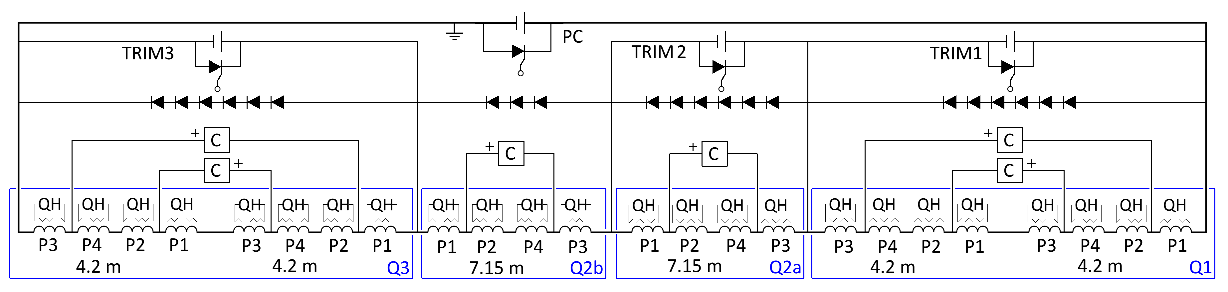 PC
TRIM3
TRIM2
TRIM1
+ C
C +
+ C
+ C
+ C
C +
QH QH QH QH QH QH QH QH QH QH QH QH QH QH QH QH QH QH QH QH QH QH QH QH
P3 P4 P2 P1 P3 P4 P2 P1 P1 P2 P4 P3 P1 P2 P4 P3 P3 P4 P2 P1 P3 P4 P2 P1
4.2 m 4.2 m Q3 7.15 m Q2b 7.15 m Q2a 4.2 m 4.2 m Q1